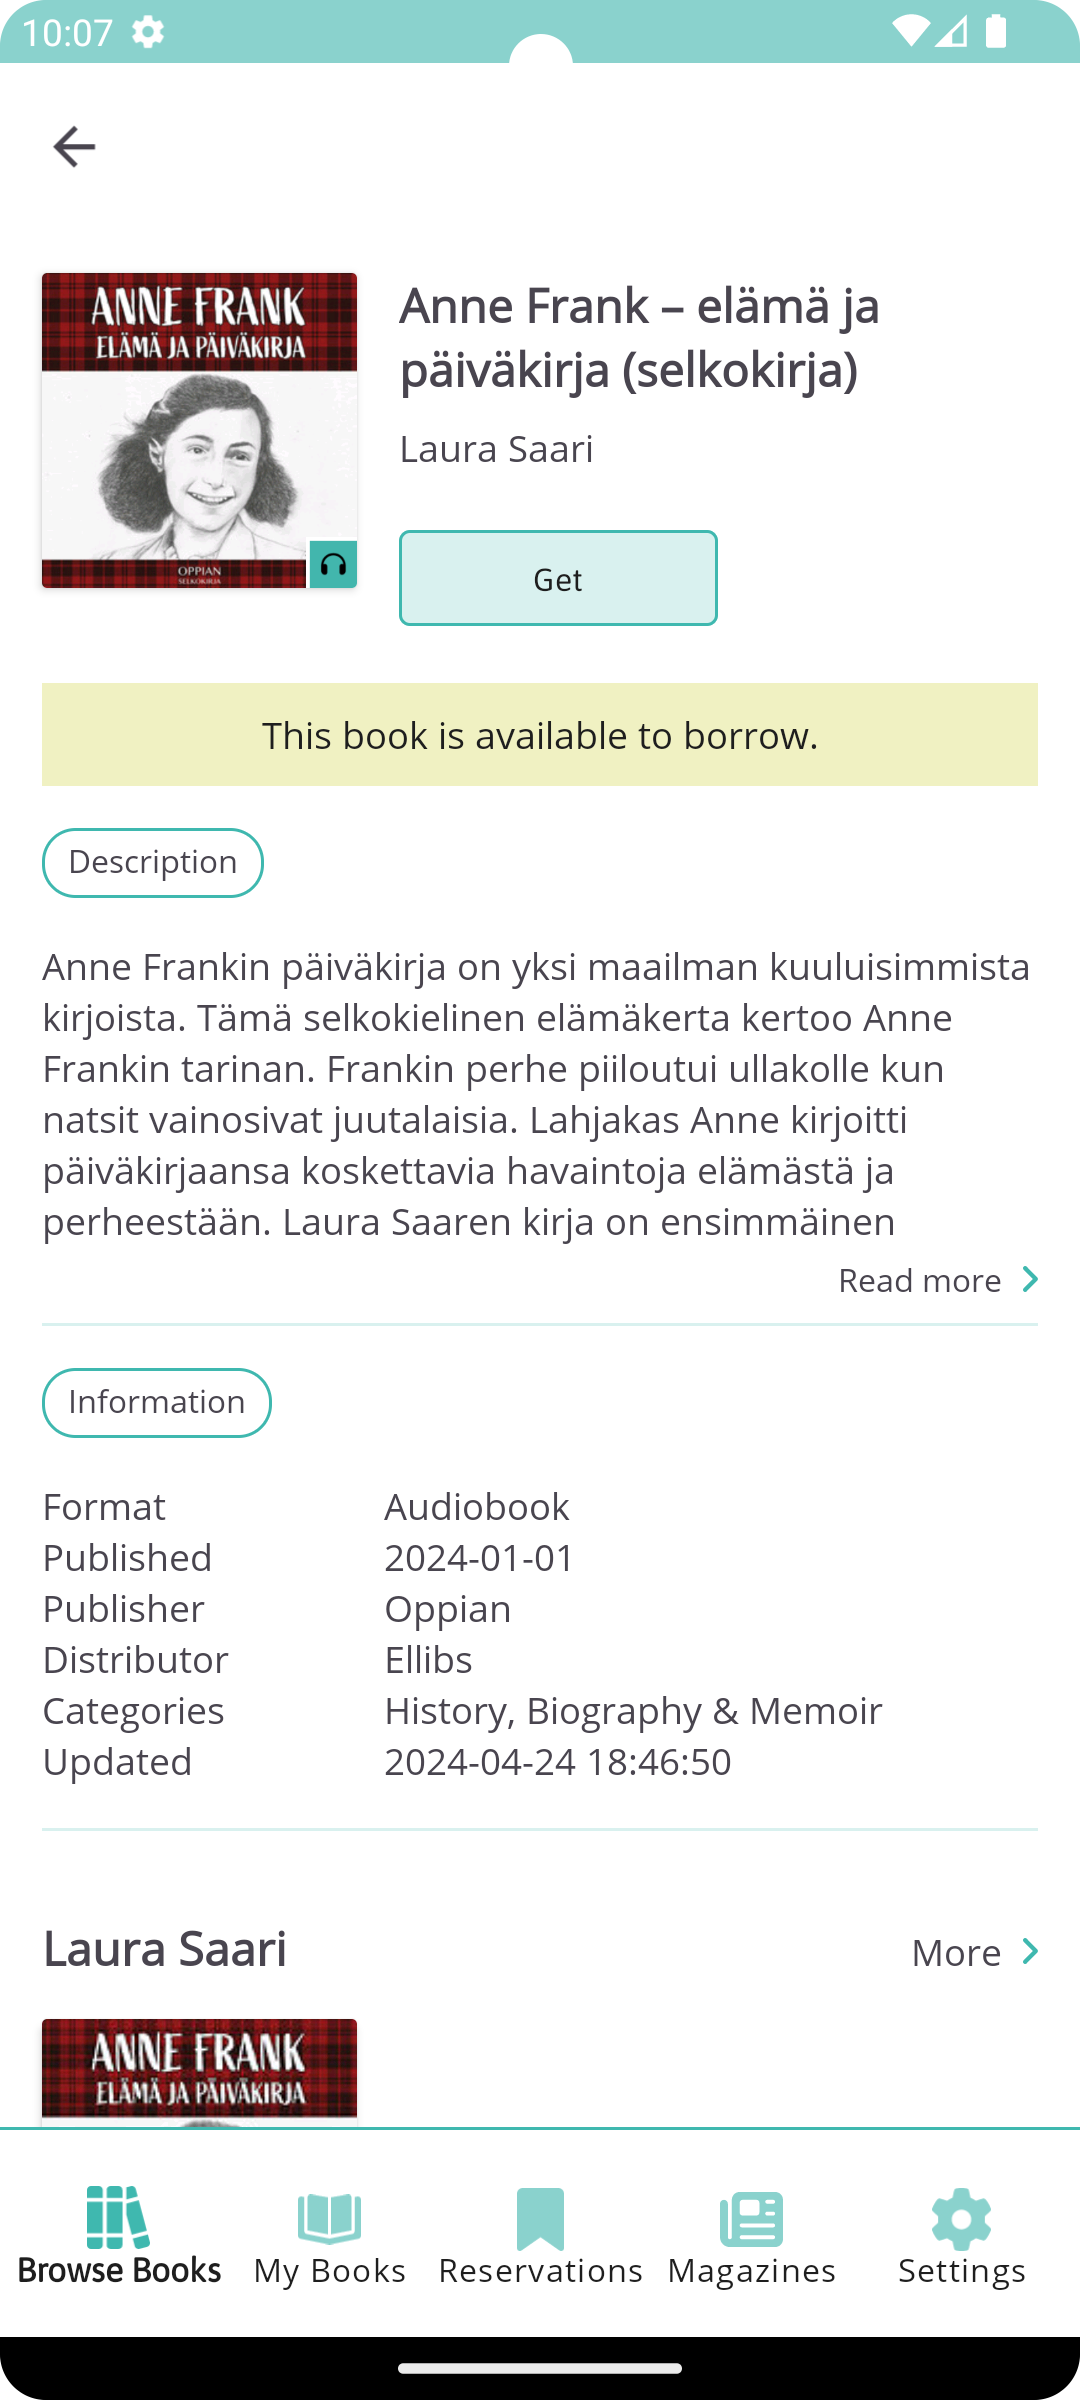 10:07
ANNE FRANK
ELÄMÄ JA PÄIVÄKIRJA
OPPIAN
SELKOKIRJA
Anne Frank – elämä ja
päiväkirja (selkokirja)
Laura Saari
Get
This book is available to borrow.
Description
Anne Frankin päiväkirja on yksi maailman kuuluisimmista
kirjoista. Tämä selkokielinen elämäkerta kertoo Anne
Frankin tarinan. Frankin perhe piiloutui ullakolle kun
natsit vainosivat juutalaisia. Lahjakas Anne kirjoitti
päiväkirjaansa koskettavia havaintoja elämästä ja
perheestään. Laura Saaren kirja on ensimmäinen
Read more
Information
Format Audiobook
Published 2024-01-01
Publisher Oppian
Distributor Ellibs
Categories History, Biography & Memoir
Updated 2024-04-24 18:46:50
Laura Saari More
ANNE FRANK
ELÄMÄ JA PÄIVÄKIRJA
Browse Books My Books Reservations Magazines Settings